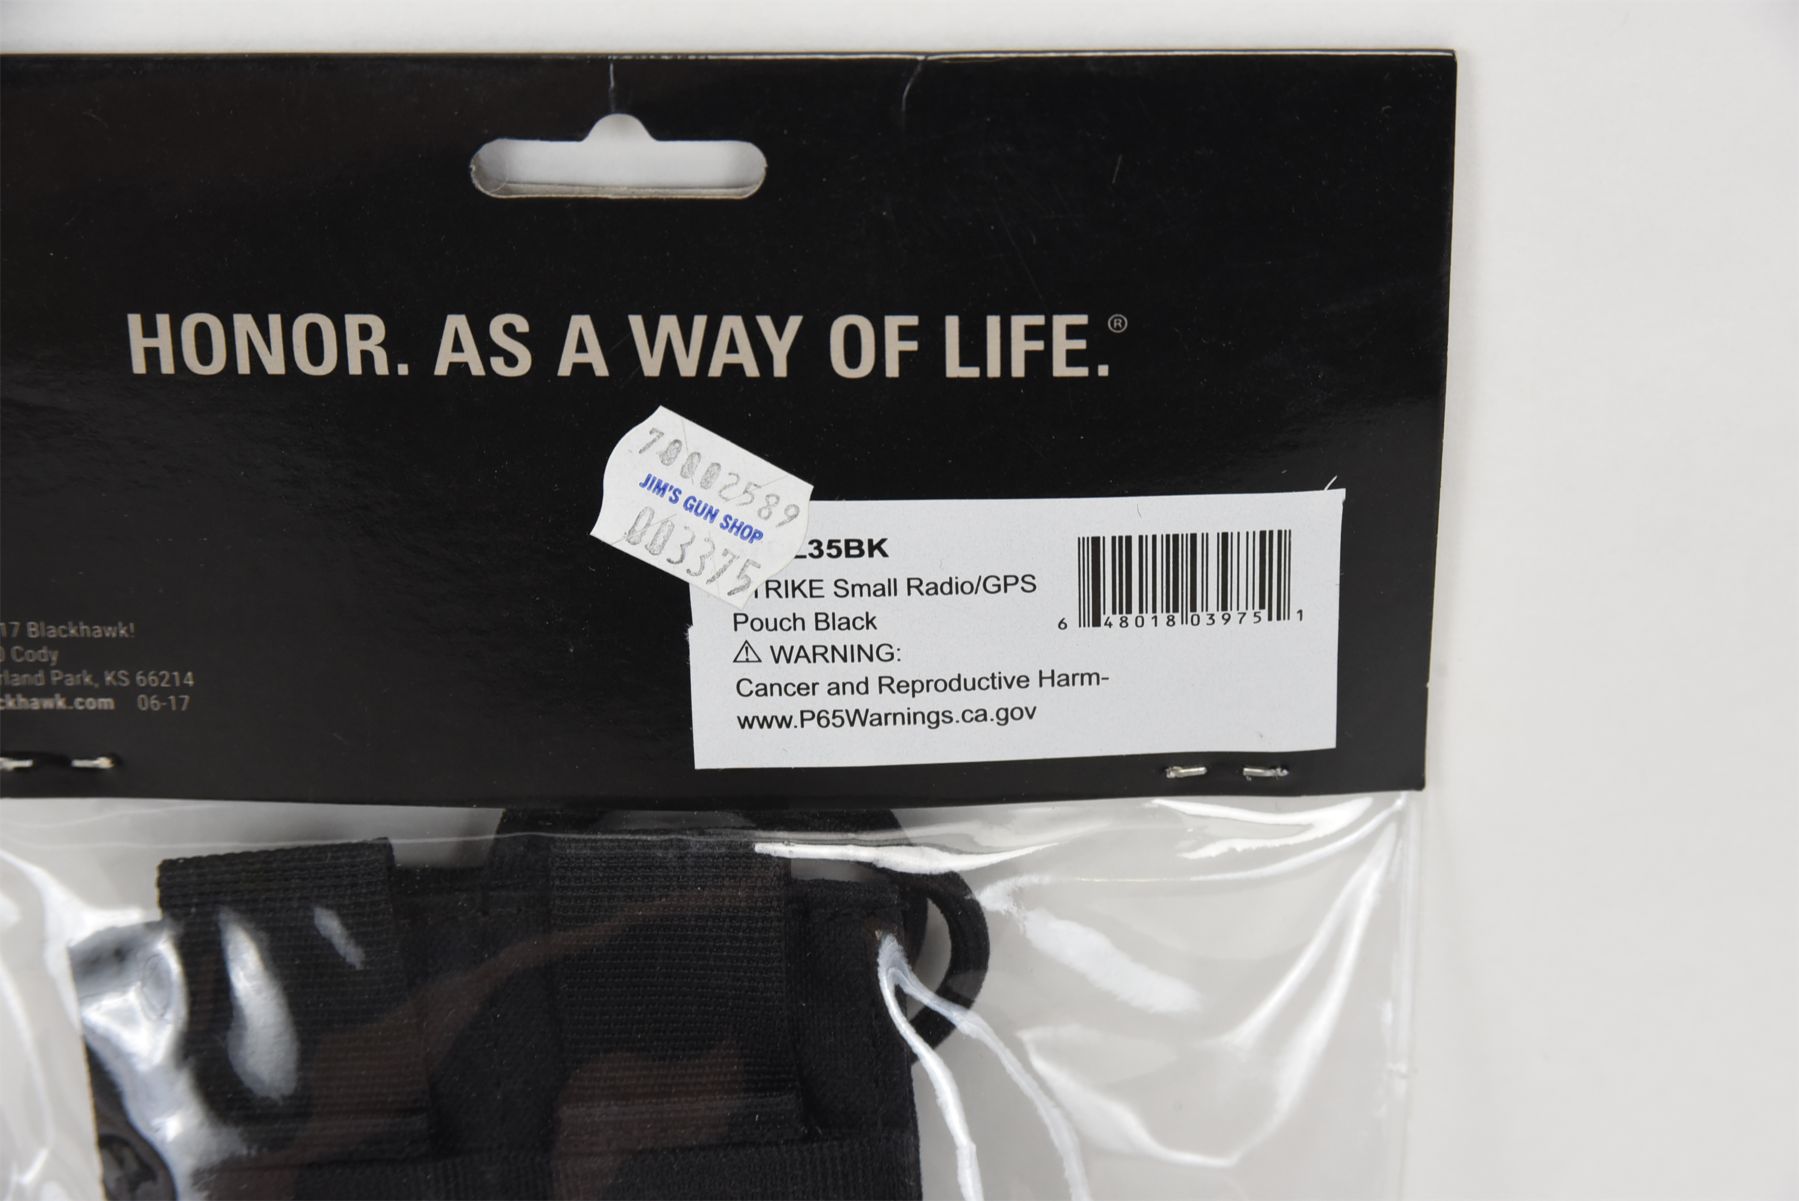 HONOR. AS A WAY OF LIFE.®
70002589
JIM'S GUN SHOP
003375
35BK
TRIKE Small Radio/GPS
Pouch Black
⚠ WARNING:
Cancer and Reproductive Harm-
www.P65Warnings.ca.gov
6 48018 03975 1
17 Blackhawk!
Cody
rland Park, KS 66214
ckhawk.com 06-17